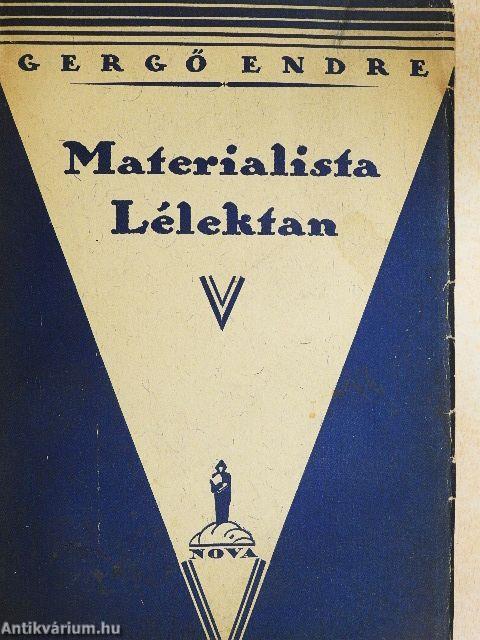 GERGŐ ENDRE
Materialista
Lélektan
NOVA
Antikvárium.hu